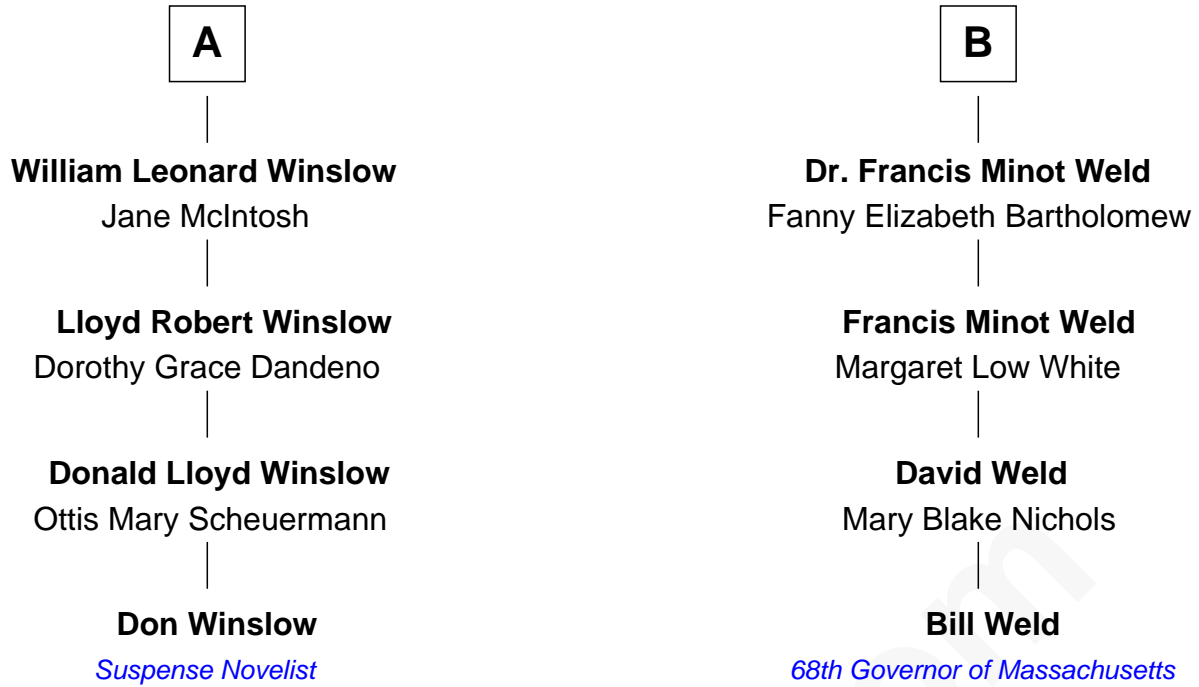 A
William Leonard Winslow
Jane McIntosh
Lloyd Robert Winslow
Dorothy Grace Dandeno
Donald Lloyd Winslow
Ottis Mary Scheuermann
Don Winslow
Suspense Novelist
B
Dr. Francis Minot Weld
Fanny Elizabeth Bartholomew
Francis Minot Weld
Margaret Low White
David Weld
Mary Blake Nichols
Bill Weld
68th Governor of Massachusetts